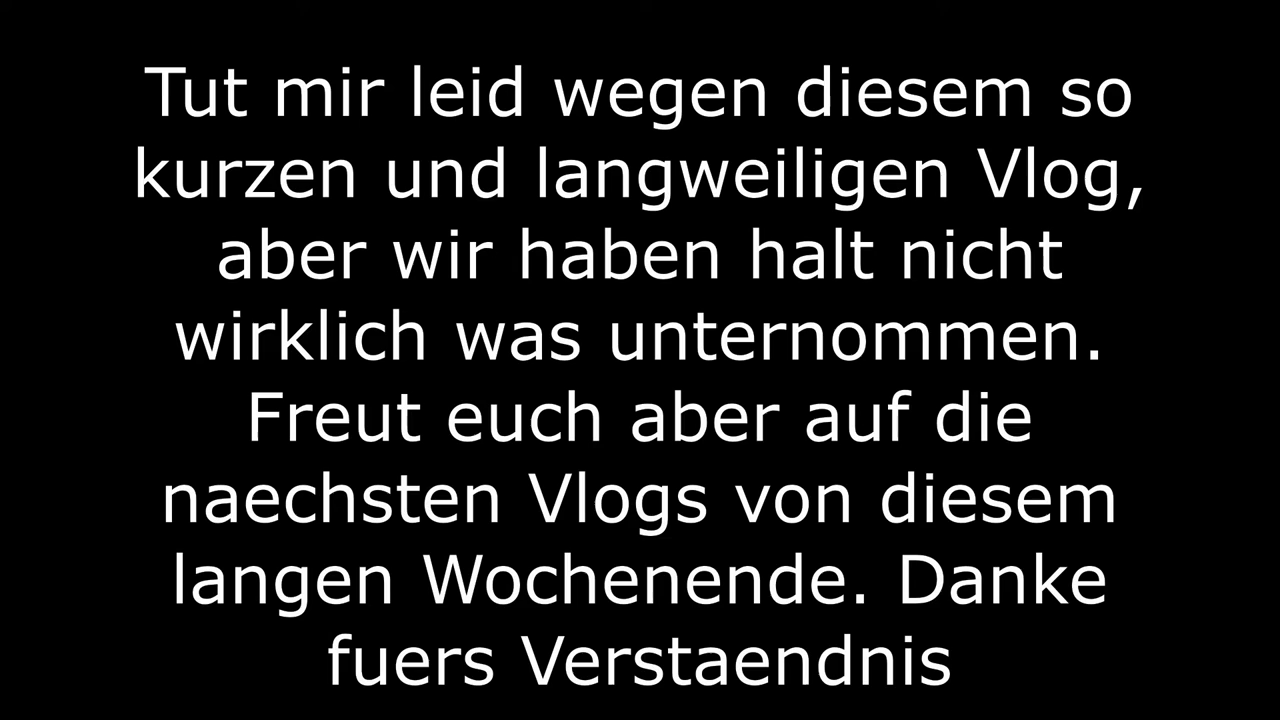 Tut mir leid wegen diesem so
kurzen und langweiligen Vlog,
aber wir haben halt nicht
wirklich was unternommen.
Freut euch aber auf die
naechsten Vlogs von diesem
langen Wochenende. Danke
fuers Verstaendnis